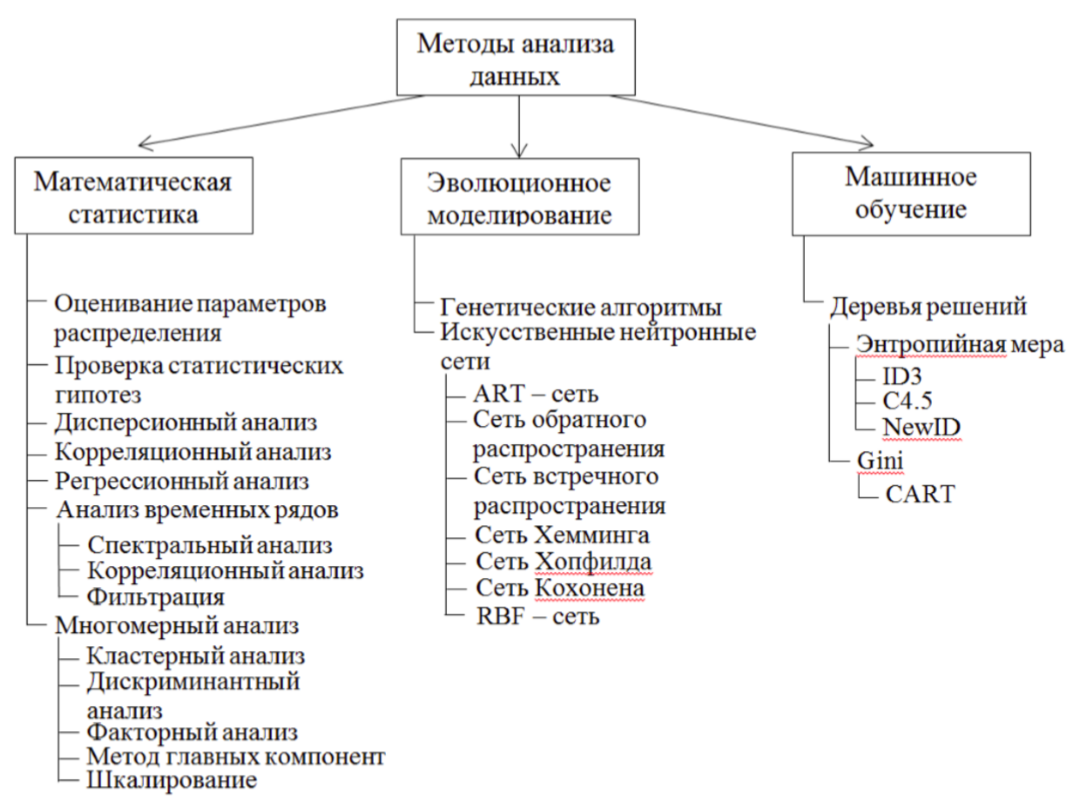 Методы анализа
данных
Математическая
статистика
Оценивание параметров
распределения
Проверка статистических
гипотез
Дисперсионный анализ
Корреляционный анализ
Регрессионный анализ
Анализ временных рядов
Спектральный анализ
Корреляционный анализ
Фильтрация
Многомерный анализ
Кластерный анализ
Дискриминантный
анализ
Факторный анализ
Метод главных компонент
Шкалирование
Эволюционное
моделирование
Генетические алгоритмы
Искусственные нейтронные
сети
ART – сеть
Сеть обратного
распространения
Сеть встречного
распространения
Сеть Хемминга
Сеть Хопфилда
Сеть Кохонена
RBF – сеть
Машинное
обучение
Деревья решений
Энтропийная мера
ID3
C4.5
NewID
Gini
CART